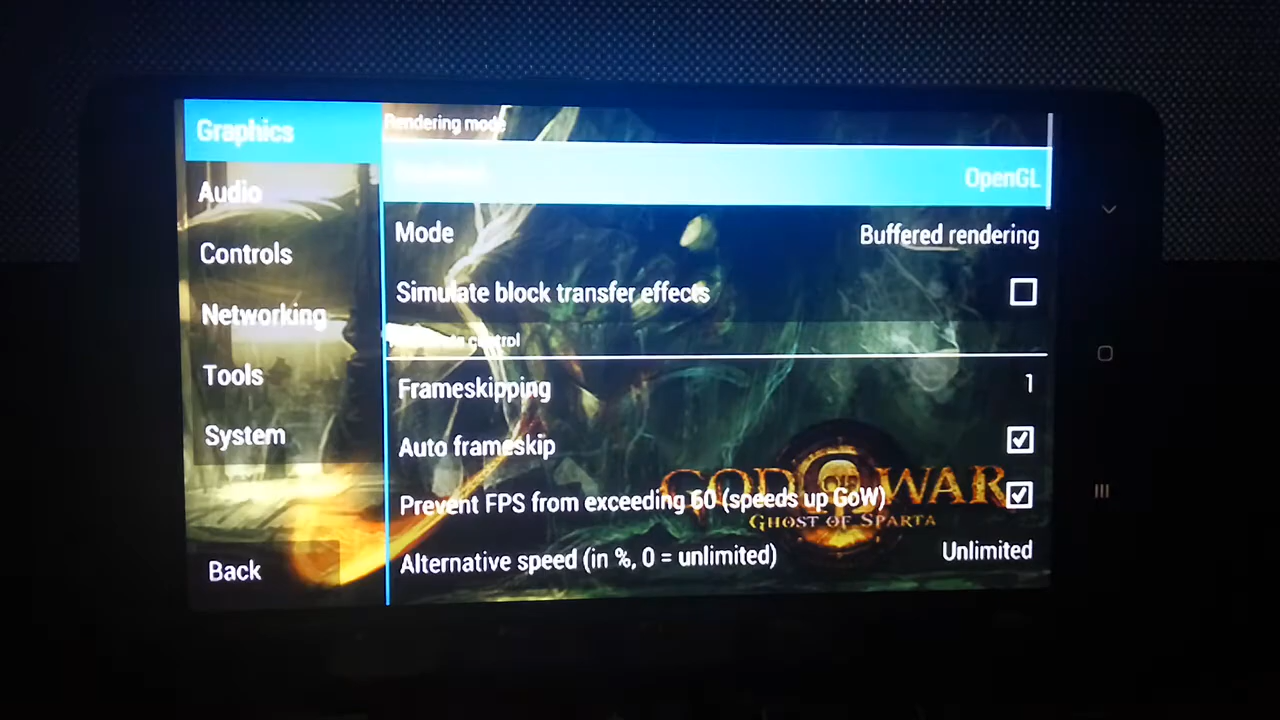 Graphics
Audio
Controls
Networking
Tools
System
Back
Rendering mode
OpenGL
Mode Buffered rendering
Simulate block transfer effects
control
Frameskipping 1
Auto frameskip
Prevent FPS from exceeding 60 (speeds up GoW)
Alternative speed (in %, 0 = unlimited) Unlimited
GOD OF WAR
GHOST OF SPARTA